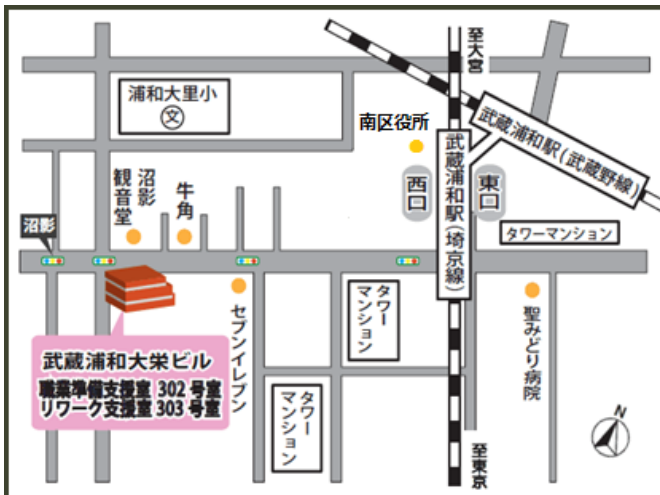 至大宮
浦和大里小
文
南区役所
武蔵浦和駅(武蔵野線)
武蔵浦和駅(埼京線)
西口
東口
沼影
観音堂
牛角
沼影
タワーマンション
セブンイレブン
タワー
マンション
聖みどり病院
武蔵浦和大栄ビル
職業準備支援室 302 号室
リワーク支援室 303 号室
タワー
マンション
N
至東京